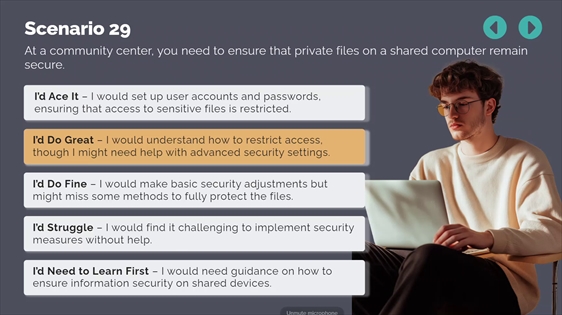 Scenario 29
At a community center, you need to ensure that private files on a shared computer remain
secure.
I'd Ace It – I would set up user accounts and passwords,
ensuring that access to sensitive files is restricted.
I'd Do Great – I would understand how to restrict access,
though I might need help with advanced security settings.
I'd Do Fine – I would make basic security adjustments but
might miss some methods to fully protect the files.
I'd Struggle – I would find it challenging to implement security
measures without help.
I'd Need to Learn First – I would need guidance on how to
ensure information security on shared devices.
Unmute microphone